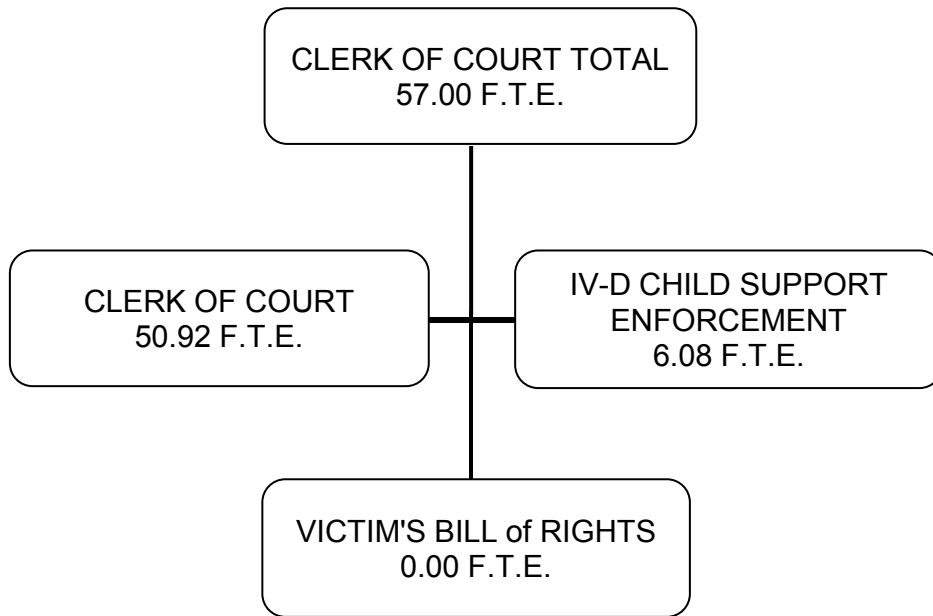 CLERK OF COURT TOTAL
57.00 F.T.E.
CLERK OF COURT
50.92 F.T.E.
IV-D CHILD SUPPORT
ENFORCEMENT
6.08 F.T.E.
VICTIM'S BILL of RIGHTS
0.00 F.T.E.